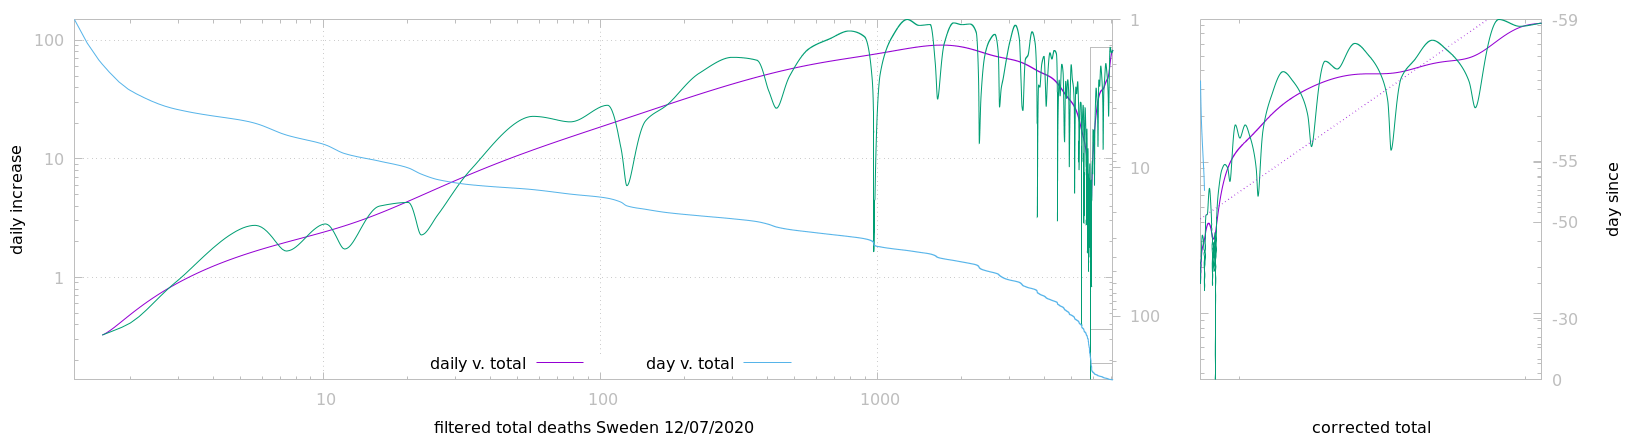 100
10
1
daily increase
10
100
1000
filtered total deaths Sweden 12/07/2020
daily v. total
day v. total
1
10
100
-59
-55
-50
-30
0
day since
corrected total